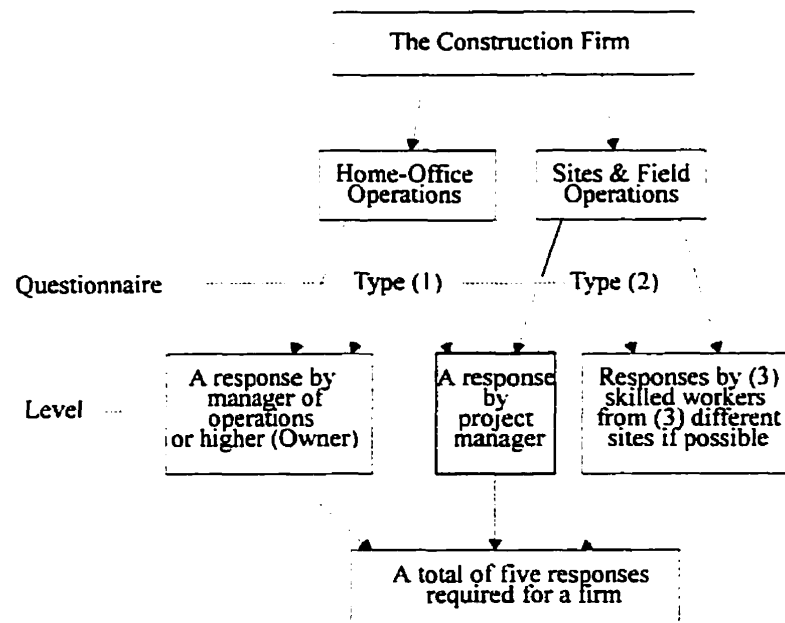 The Construction Firm
Home-Office
Operations
Sites & Field
Operations
Questionnaire
Type (1)
Type (2)
Level
A response by
manager of
operations
or higher (Owner)
A response
by
project
manager
Responses by (3)
skilled workers
from (3) different
sites if possible
A total of five responses
required for a firm